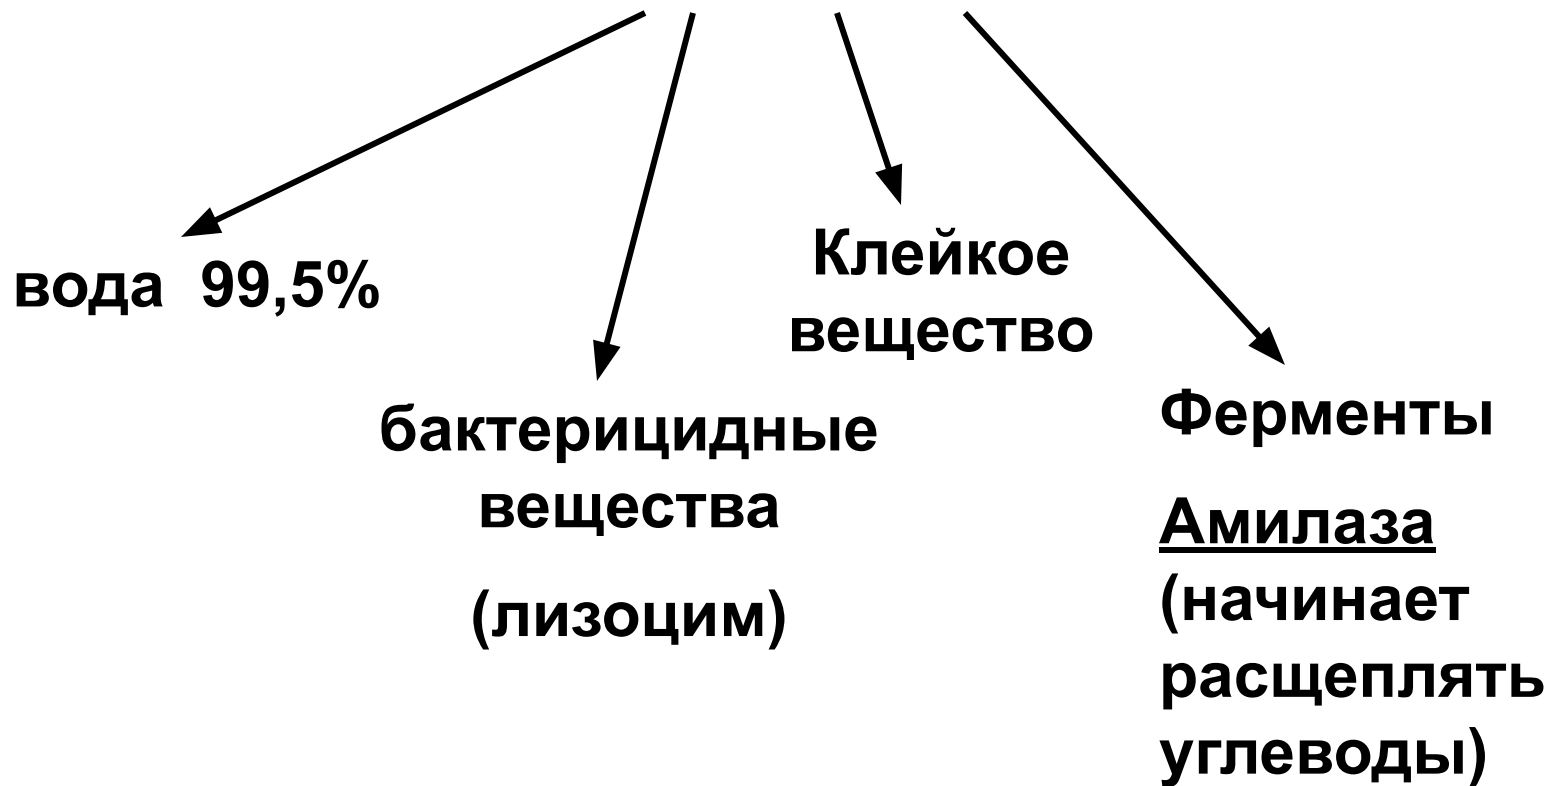 вода 99,5%
бактерицидные
вещества
(лизоцим)
Клейкое
вещество
Ферменты
Амилаза
(начинает
расщеплять
углеводы)